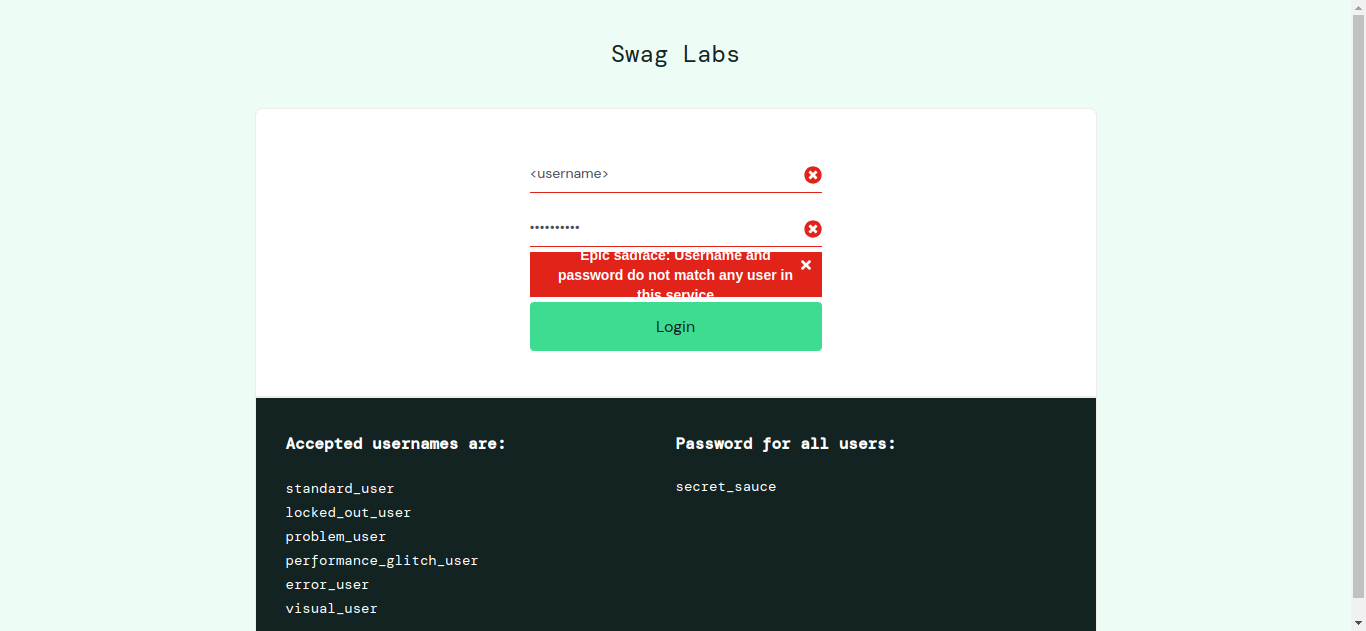 Swag Labs
<username>
••••••••••
Epic sadface: Username and
password do not match any user in
this service
Login
Accepted usernames are:
Password for all users:
standard_user
secret_sauce
locked_out_user
problem_user
performance_glitch_user
error_user
visual_user